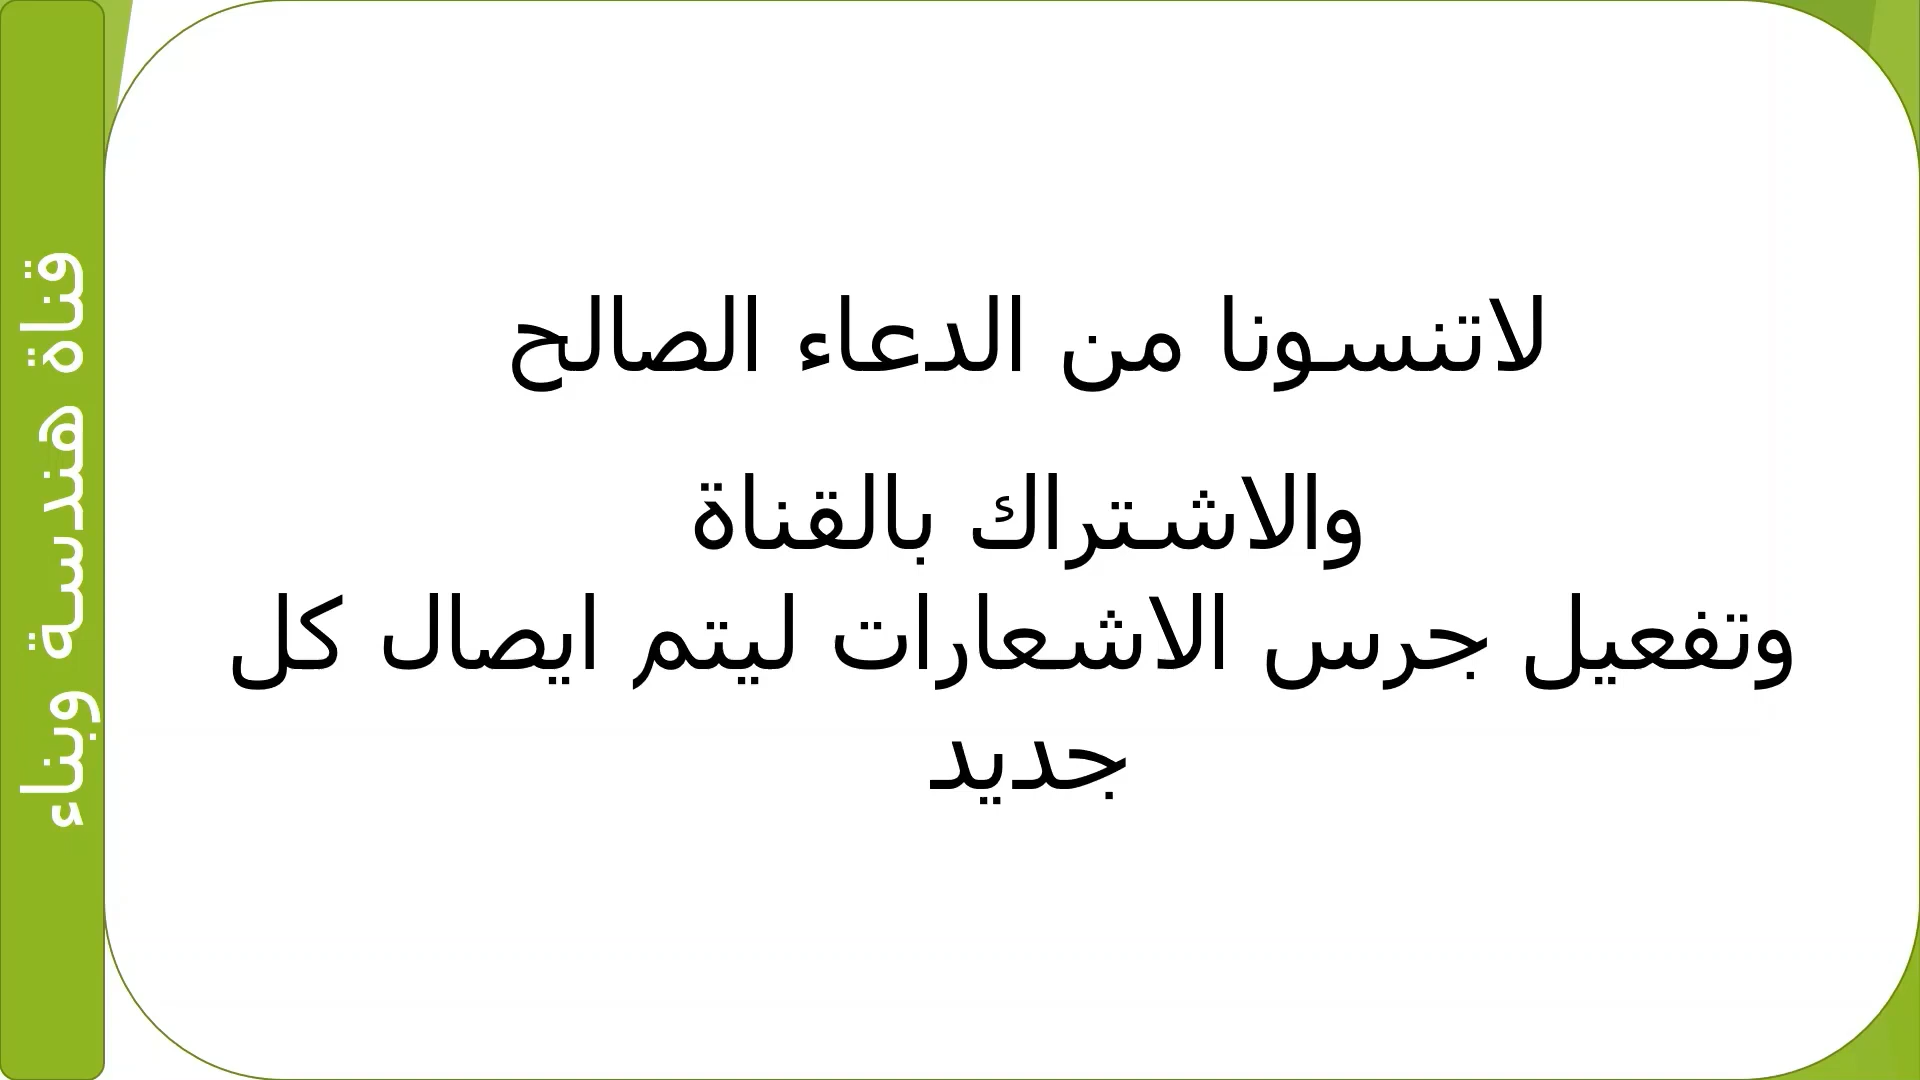 لاتنسونا من الدعاء الصالح
والاشتراك بالقناة
وتفعيل جرس الاشعارات ليتم ايصال كل
جديد
قناة هندسة وبناء